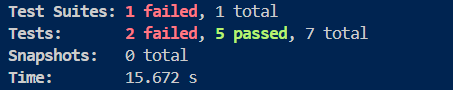 Test Suites: 1 failed, 1 total
Tests:       2 failed, 5 passed, 7 total
Snapshots:   0 total
Time:        15.672 s